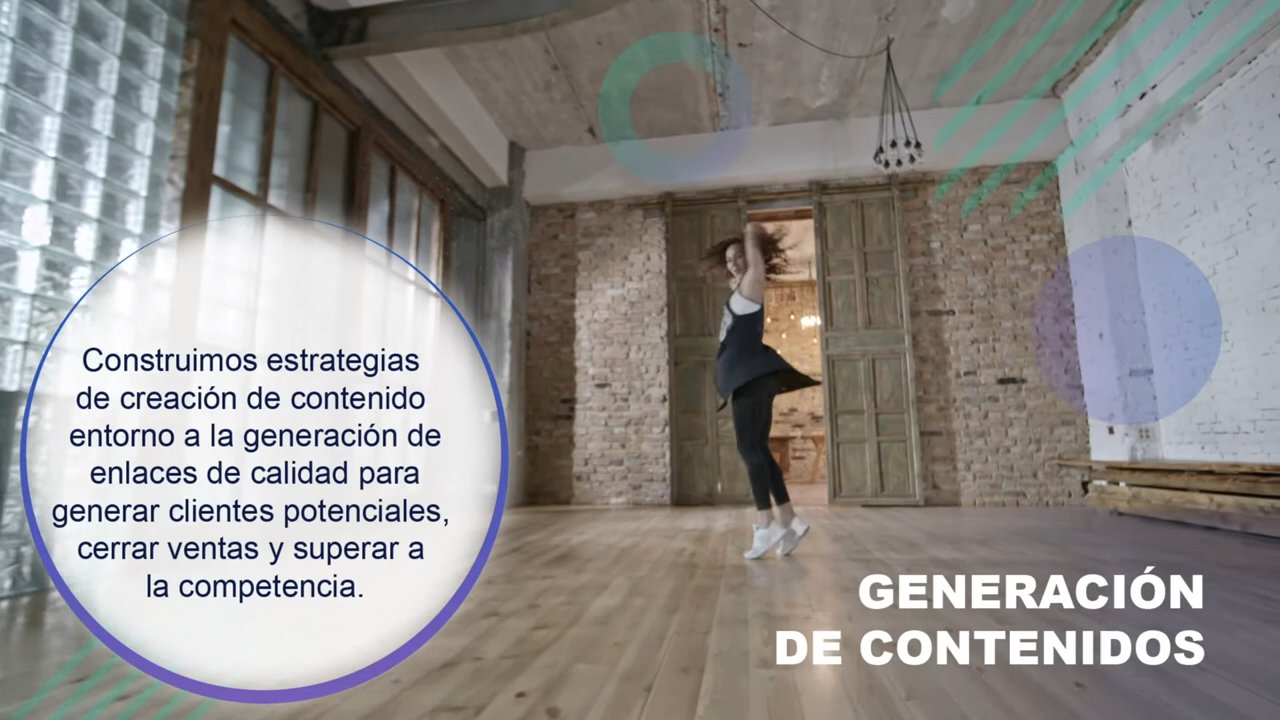 Construimos estrategias
de creación de contenido
entorno a la generación de
enlaces de calidad para
generar clientes potenciales,
cerrar ventas y superar a
la competencia.
GENERACIÓN
DE CONTENIDOS